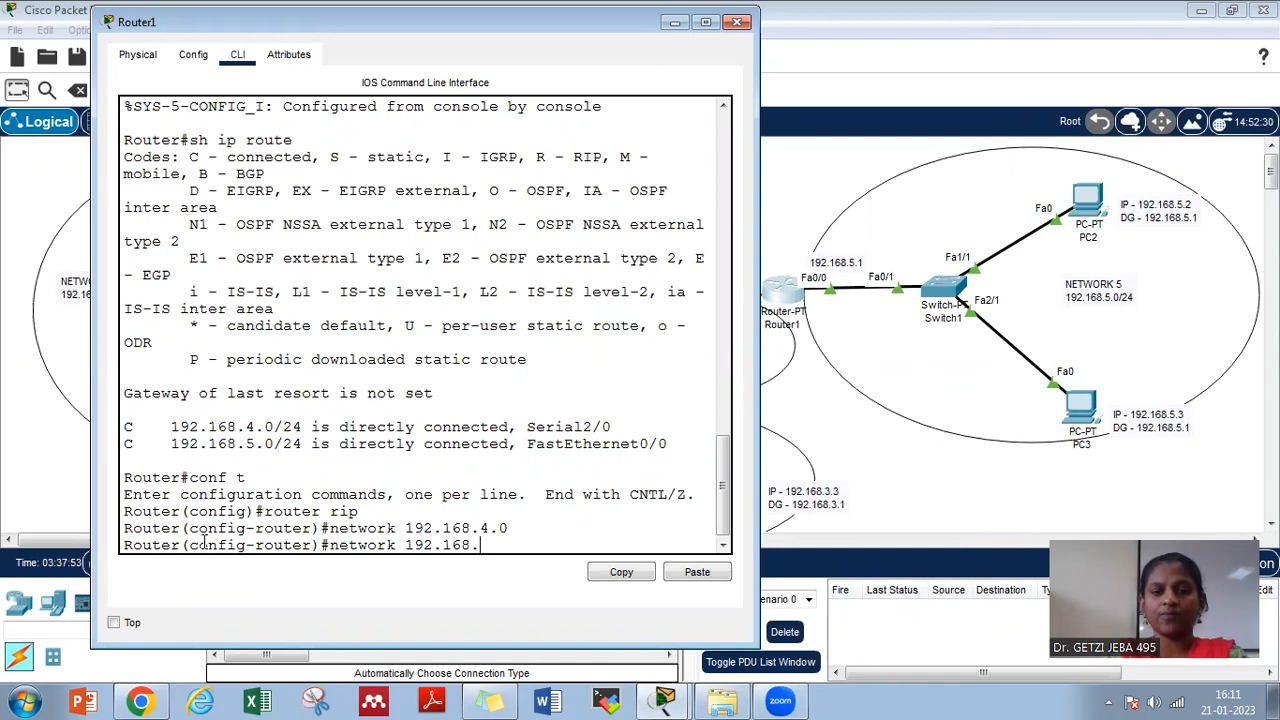 Cisco Packet
Router1
File
Edit
Optio
Physical
Config
CLI
Attributes
IOS Command Line Interface
%SYS-5-CONFIG_I: Configured from console by console
Router#sh ip route
Codes: C - connected, S - static, I - IGRP, R - RIP, M -
mobile, B - BGP
D - EIGRP, EX - EIGRP external, O - OSPF, IA - OSPF
inter area
N1 - OSPF NSSA external type 1, N2 - OSPF NSSA external
type 2
E1 - OSPF external type 1, E2 - OSPF external type 2, E
- EGP
i - IS-IS, L1 - IS-IS level-1, L2 - IS-IS level-2, ia -
IS-IS inter area
* - candidate default, U - per-user static route, o -
ODR
P - periodic downloaded static route
Gateway of last resort is not set
C 192.168.4.0/24 is directly connected, Serial2/0
C 192.168.5.0/24 is directly connected, FastEthernet0/0
Router#conf t
Enter configuration commands, one per line. End with CNTL/Z.
Router(config)#router rip
Router(config-router)#network 192.168.4.0
Router(config-router)#network 192.168.
Copy
Paste
Top
Logical
Root
14:52:30
NETW
192.16
Fa0
IP - 192.168.5.2
DG - 192.168.5.1
PC-PT
PC2
192.168.5.1
Fa0/0
Fa0/1
Fa1/1
Router-PT
Router1
Switch-P
Switch1
Fa2/1
NETWORK 5
192.168.5.0/24
Fa0
PC-PT
PC3
IP - 192.168.5.3
DG - 192.168.5.1
IP - 192.168.3.3
DG - 192.168.3.1
Time: 03:37:53
ion
enario 0
Fire
Last Status
Source
Destination
Ty
Edit
Delete
Toggle PDU List Window
Automatically Choose Connection Type
Dr. GETZI JEBA 495
16:11
21-01-2023